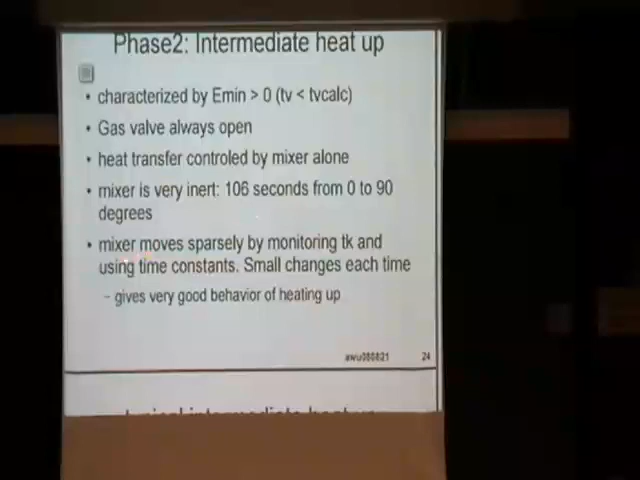 Phase2: Intermediate heat up
• characterized by Emin > 0 (tv < tvcalc)
• Gas valve always open
• heat transfer controled by mixer alone
• mixer is very inert: 106 seconds from 0 to 90
degrees
• mixer moves sparsely by monitoring tk and
using time constants. Small changes each time
– gives very good behavior of heating up
24